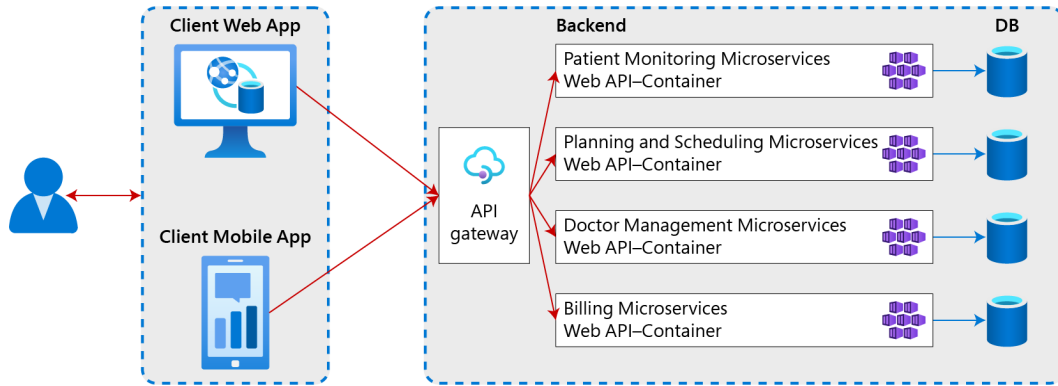 Client Web App
Client Mobile App
Backend
DB
API
gateway
Patient Monitoring Microservices
Web API–Container
Planning and Scheduling Microservices
Web API–Container
Doctor Management Microservices
Web API–Container
Billing Microservices
Web API–Container